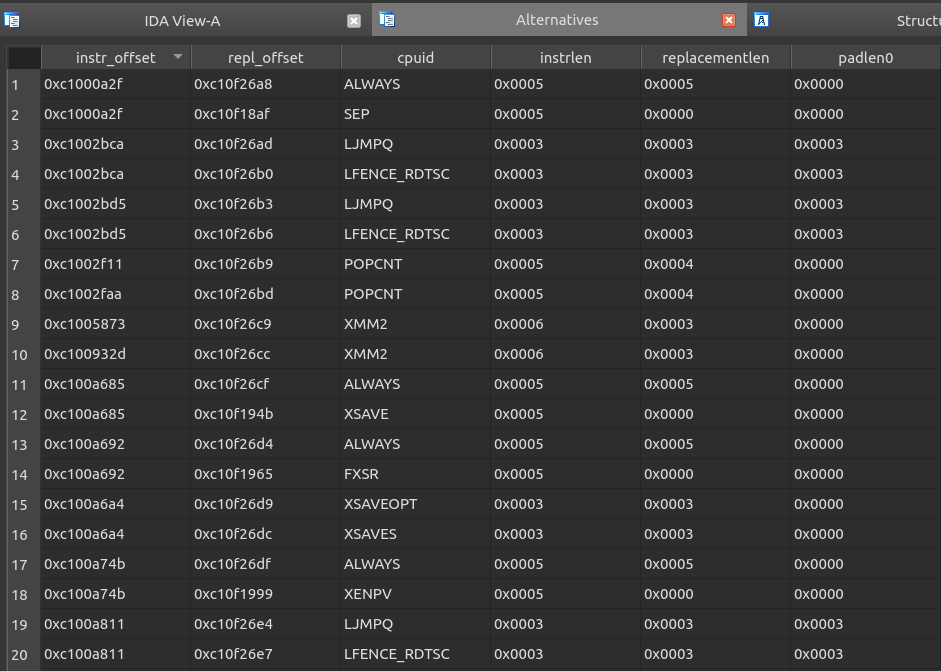 IDA View-A Alternatives A Structu
instr_offset repl_offset cpuid instrlen replacementlen padlen0
1 0xc1000a2f 0xc10f26a8 ALWAYS 0x0005 0x0005 0x0000
2 0xc1000a2f 0xc10f18af SEP 0x0005 0x0000 0x0000
3 0xc1002bca 0xc10f26ad LJMPQ 0x0003 0x0003 0x0003
4 0xc1002bca 0xc10f26b0 LFENCE_RDTSC 0x0003 0x0003 0x0003
5 0xc1002bd5 0xc10f26b3 LJMPQ 0x0003 0x0003 0x0003
6 0xc1002bd5 0xc10f26b6 LFENCE_RDTSC 0x0003 0x0003 0x0003
7 0xc1002f11 0xc10f26b9 POPCNT 0x0005 0x0004 0x0000
8 0xc1002faa 0xc10f26bd POPCNT 0x0005 0x0004 0x0000
9 0xc1005873 0xc10f26c9 XMM2 0x0006 0x0003 0x0000
10 0xc100932d 0xc10f26cc XMM2 0x0006 0x0003 0x0000
11 0xc100a685 0xc10f26cf ALWAYS 0x0005 0x0005 0x0000
12 0xc100a685 0xc10f194b XSAVE 0x0005 0x0000 0x0000
13 0xc100a692 0xc10f26d4 ALWAYS 0x0005 0x0005 0x0000
14 0xc100a692 0xc10f1965 FXSR 0x0005 0x0000 0x0000
15 0xc100a6a4 0xc10f26d9 XSAVEOPT 0x0003 0x0003 0x0000
16 0xc100a6a4 0xc10f26dc XSAVES 0x0003 0x0003 0x0000
17 0xc100a74b 0xc10f26df ALWAYS 0x0005 0x0005 0x0000
18 0xc100a74b 0xc10f1999 XENPV 0x0005 0x0000 0x0000
19 0xc100a811 0xc10f26e4 LJMPQ 0x0003 0x0003 0x0003
20 0xc100a811 0xc10f26e7 LFENCE_RDTSC 0x0003 0x0003 0x0003